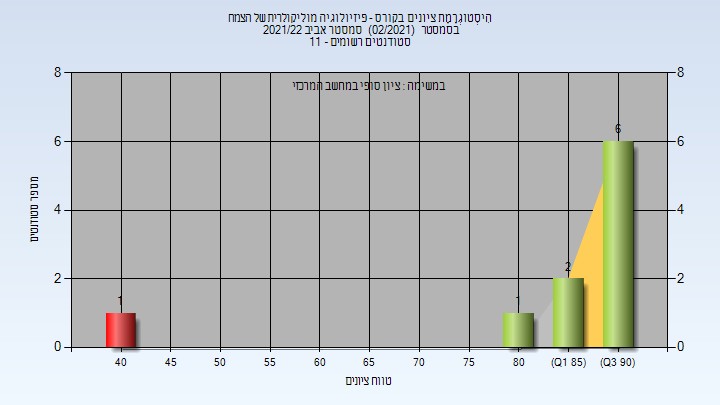 היסטוגרמת ציונים בקורס - פיזיולוגיה מולקולרית של הצמח
בסמסטר (02/2021) סמסטר אביב 2021/22
סטודנטים רשומים - 11
במשימה : ציון סופי במחשב המרכזי
8 8
6 6
4 4
2 2
0 0
1 1 2 6
40 45 50 55 60 65 70 75 80 (Q1 85) (Q3 90)
מספר סטודנטים
טווח ציונים